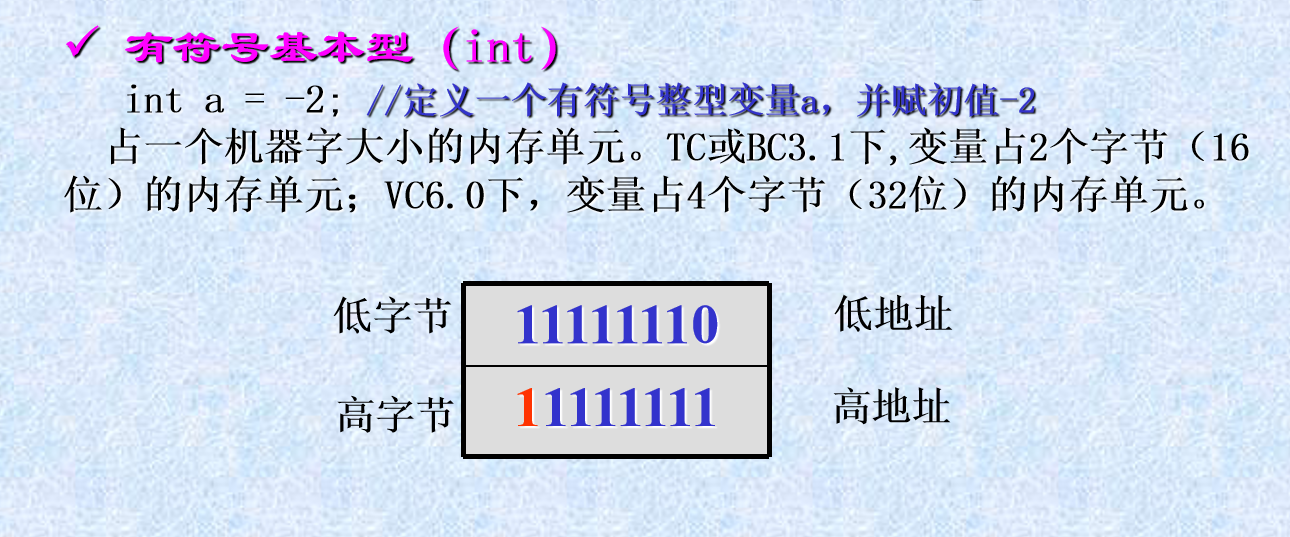 ✓ 有符号基本型（int）
int a = -2; //定义一个有符号整型变量a，并赋初值-2
占一个机器字大小的内存单元。TC或BC3.1下,变量占2个字节（16
位）的内存单元；VC6.0下，变量占4个字节（32位）的内存单元。
低字节 11111110 低地址
高字节 11111111 高地址